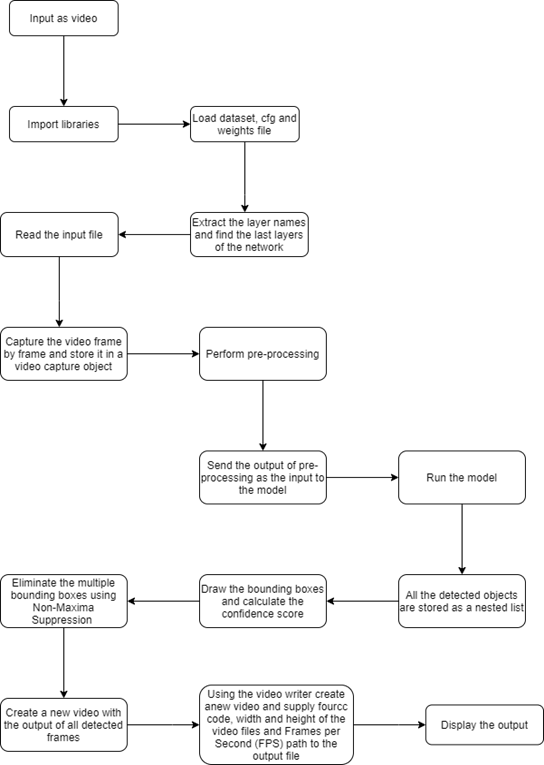 Input as video
Import libraries
Load dataset, cfg and
weights file
Read the input file
Extract the layer names
and find the last layers
of the network
Capture the video frame
by frame and store it in a
video capture object
Perform pre-processing
Send the output of pre-
processing as the input to
the model
Run the model
All the detected objects
are stored as a nested list
Draw the bounding boxes
and calculate the
confidence score
Eliminate the multiple
bounding boxes using
Non-Maxima
Suppression
Create a new video with
the output of all detected
frames
Using the video writer create
anew video and supply fourcc
code, width and height of the
video files and Frames per
Second (FPS) path to the
output file
Display the output